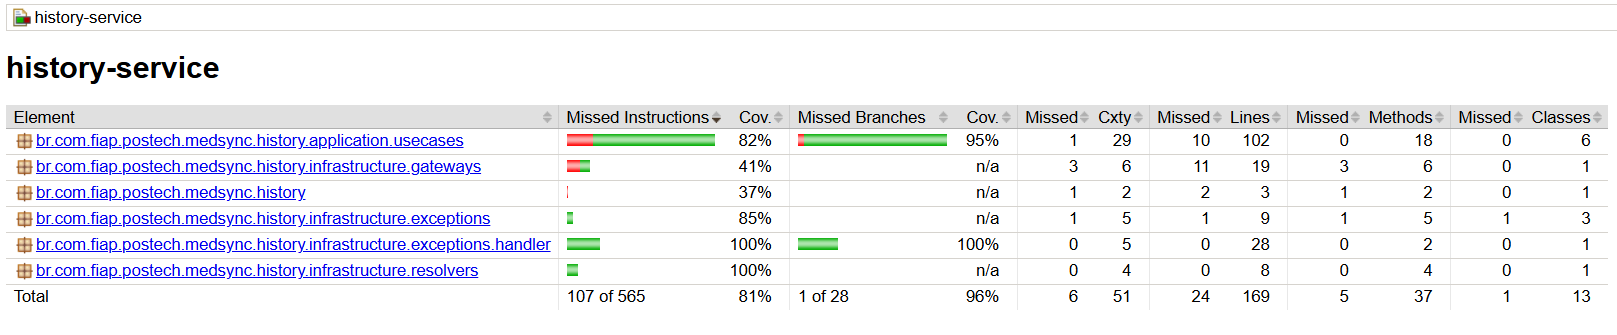 history-service
history-service
Element Missed Instructions Cov. Missed Branches Cov. Missed Cxty Missed Lines Missed Methods Missed Classes
br.com.fiap.postech.medsync.history.application.usecases 82% 95% 1 29 10 102 0 18 0 6
br.com.fiap.postech.medsync.history.infrastructure.gateways 41% n/a 3 6 11 19 3 6 0 1
br.com.fiap.postech.medsync.history 37% n/a 1 2 2 3 1 2 0 1
br.com.fiap.postech.medsync.history.infrastructure.exceptions 85% n/a 1 5 1 9 1 5 1 3
br.com.fiap.postech.medsync.history.infrastructure.exceptions.handler 100% 100% 0 5 0 28 0 2 0 1
br.com.fiap.postech.medsync.history.infrastructure.resolvers 100% n/a 0 4 0 8 0 4 0 1
Total 107 of 565 81% 1 of 28 96% 6 51 24 169 5 37 1 13